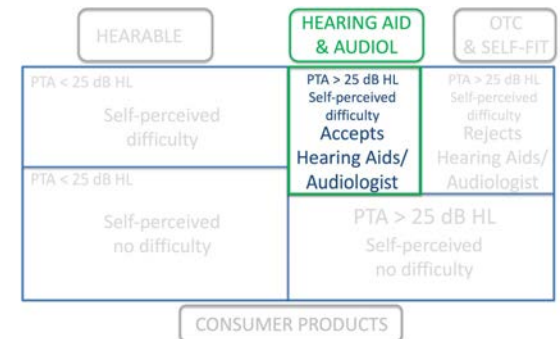 HEARABLE
HEARING AID
& AUDIOL
OTC
& SELF-FIT
PTA < 25 dB HL
Self-perceived
difficulty
PTA > 25 dB HL
Self-perceived
difficulty
Accepts
Hearing Aids/
Audiologist
PTA > 25 dB HL
Self-perceived
difficulty
Rejects
Hearing Aids/
Audiologist
PTA < 25 dB HL
Self-perceived
no difficulty
PTA > 25 dB HL
Self-perceived
no difficulty
CONSUMER PRODUCTS